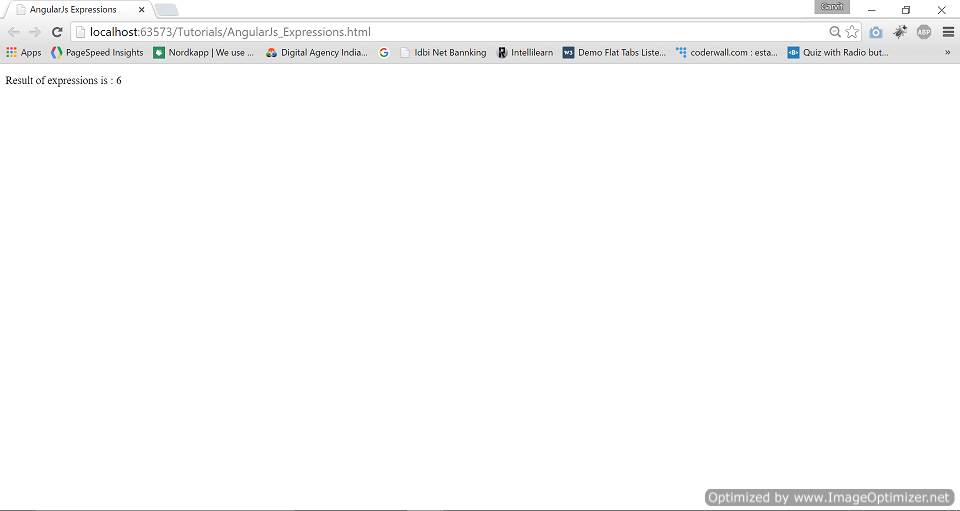 AngularJs Expressions
Garvit
localhost:63573/Tutorials/AngularJs_Expressions.html
Apps PageSpeed Insights Nordkapp | We use ... Digital Agency India... Idbi Net Bannking Intellilearn Demo Flat Tabs Liste... coderwall.com : esta... Quiz with Radio but... »
Result of expressions is : 6
Optimized by www.ImageOptimizer.net